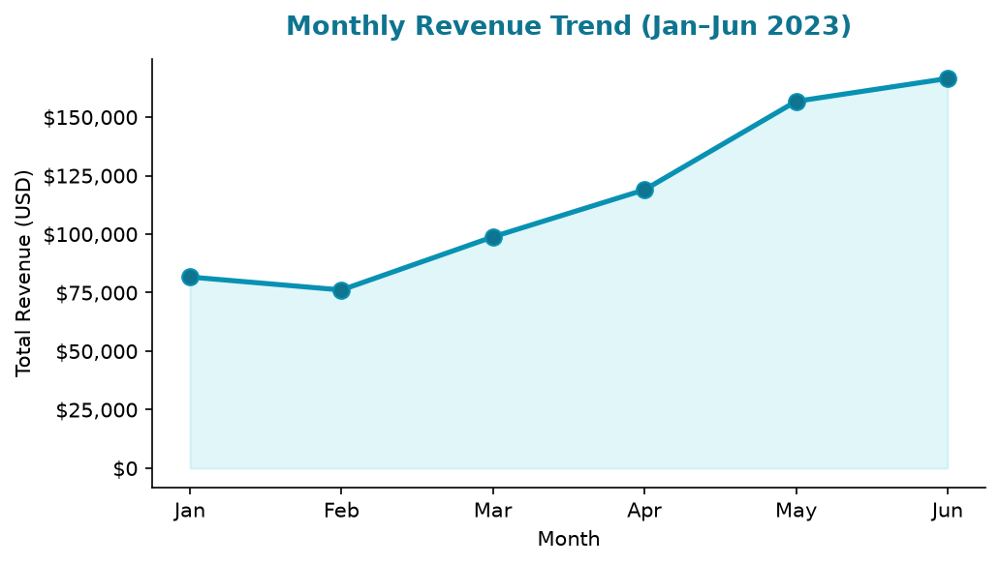 Monthly Revenue Trend (Jan–Jun 2023)
Total Revenue (USD)
$150,000
$125,000
$100,000
$75,000
$50,000
$25,000
$0
Jan Feb Mar Apr May Jun
Month